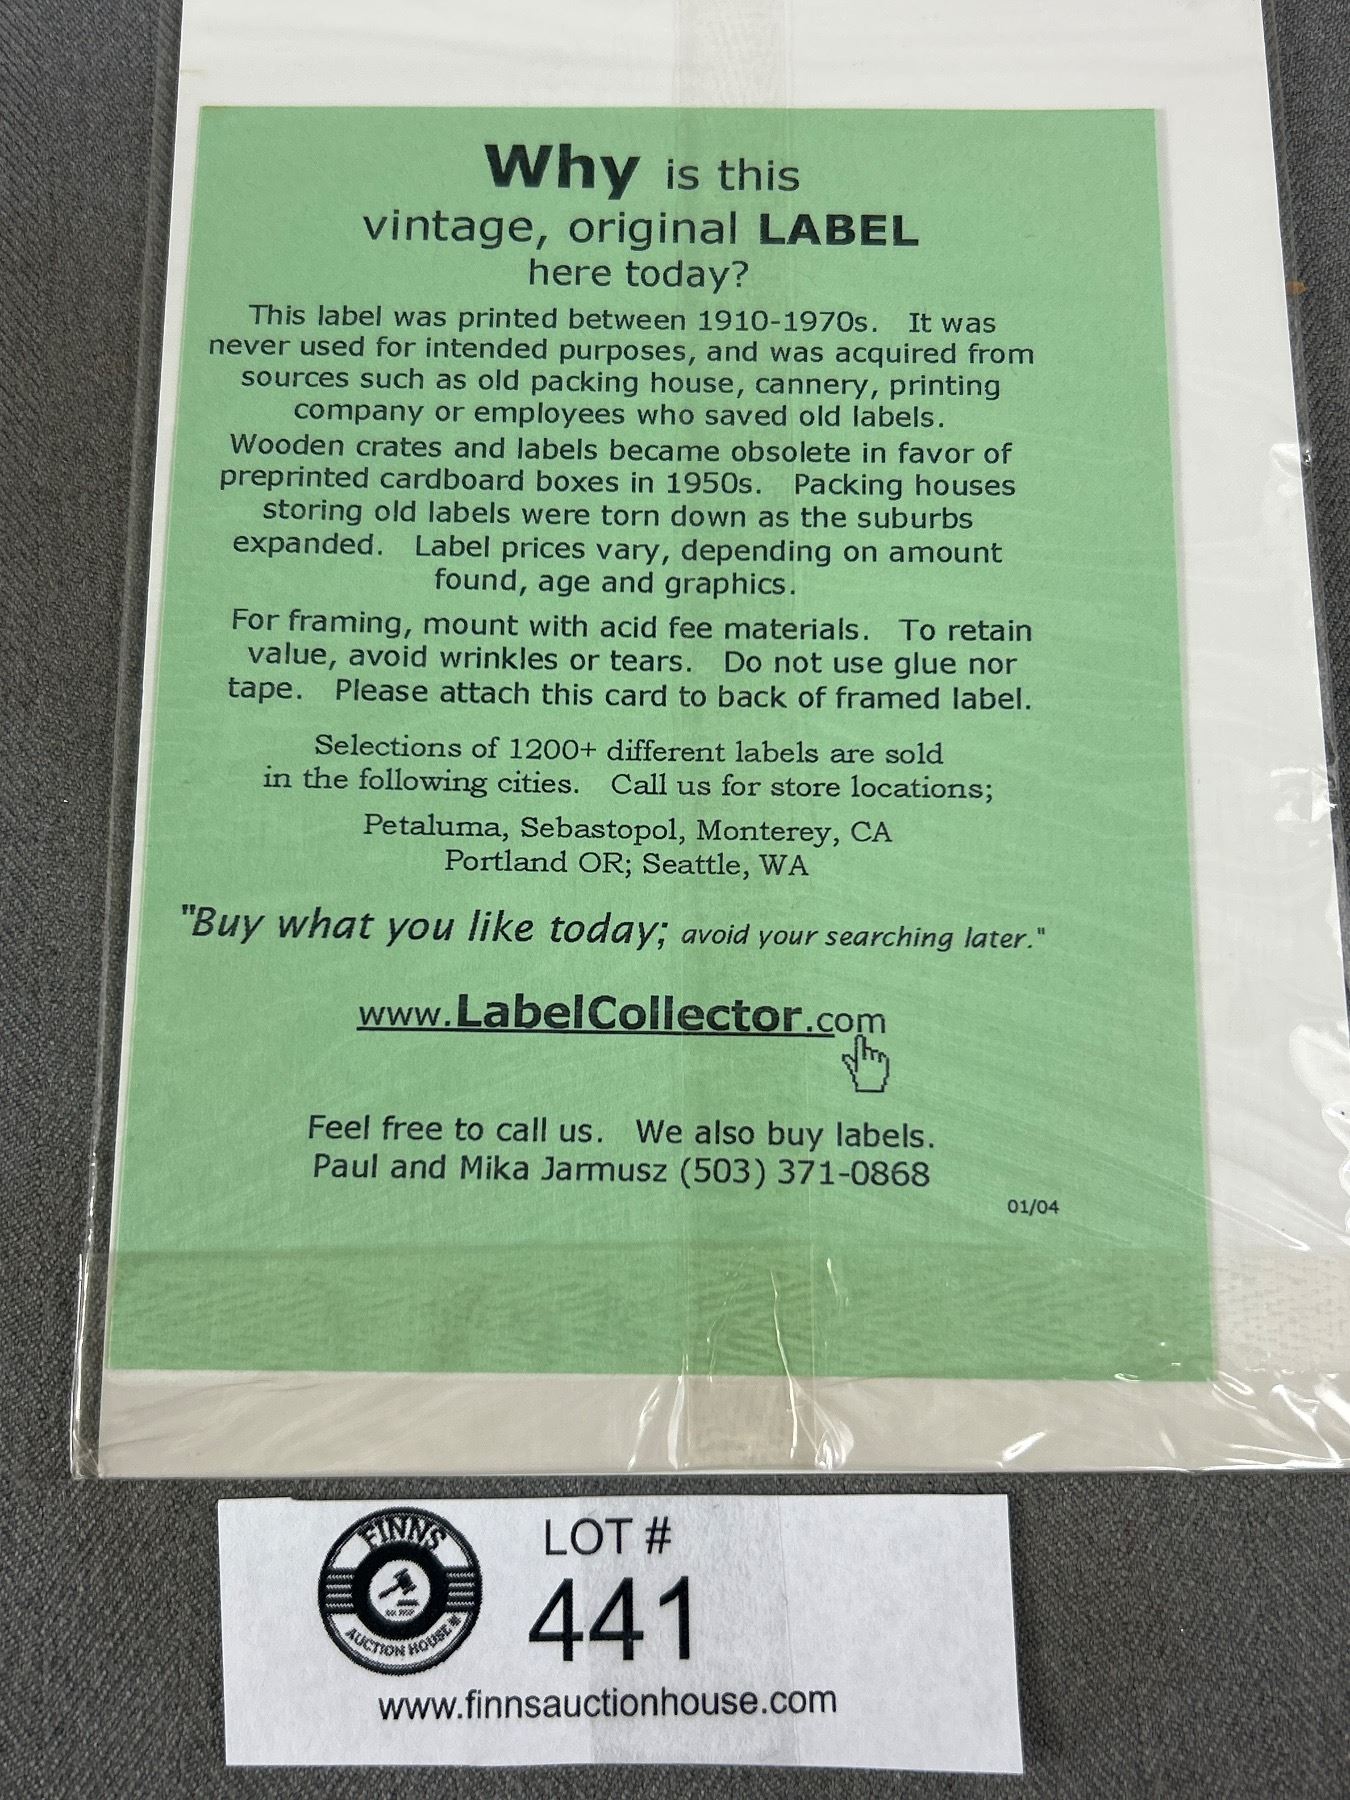 Why is this
vintage, original LABEL
here today?
This label was printed between 1910-1970s. It was
never used for intended purposes, and was acquired from
sources such as old packing house, cannery, printing
company or employees who saved old labels.
Wooden crates and labels became obsolete in favor of
preprinted cardboard boxes in 1950s. Packing houses
storing old labels were torn down as the suburbs
expanded. Label prices vary, depending on amount
found, age and graphics.
For framing, mount with acid fee materials. To retain
value, avoid wrinkles or tears. Do not use glue nor
tape. Please attach this card to back of framed label.
Selections of 1200+ different labels are sold
in the following cities. Call us for store locations;
Petaluma, Sebastopol, Monterey, CA
Portland OR; Seattle, WA
"Buy what you like today; avoid your searching later."
www.LabelCollector.com
Feel free to call us. We also buy labels.
Paul and Mika Jarmusz (503) 371-0868
01/04
FINNS
AUCTION HOUSE
LOT #
441
www.finnsauctionhouse.com